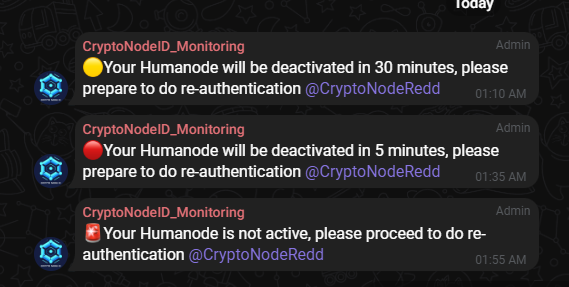 Today
CryptoNodeID_Monitoring
Admin
🟡Your Humanode will be deactivated in 30 minutes, please
prepare to do re-authentication @CryptoNodeRedd
01:10 AM
CryptoNodeID_Monitoring
Admin
🔴Your Humanode will be deactivated in 5 minutes, please
prepare to do re-authentication @CryptoNodeRedd
01:35 AM
CryptoNodeID_Monitoring
Admin
🚨Your Humanode is not active, please proceed to do re-
authentication @CryptoNodeRedd
01:55 AM